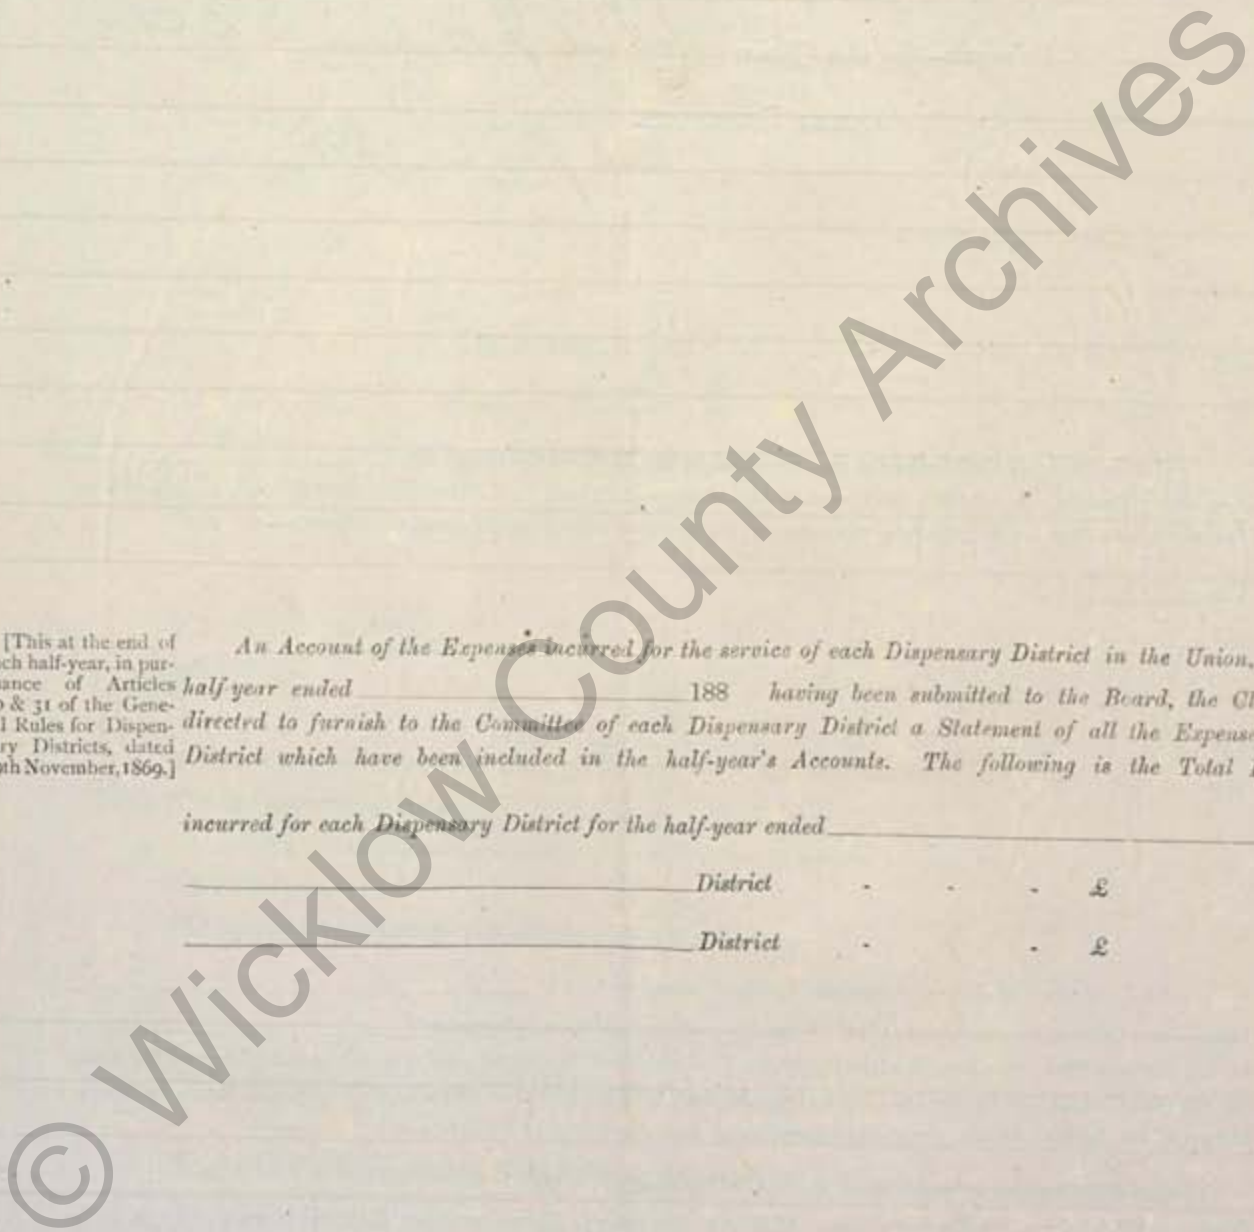 [This at the end of
ch half-year, in pur-
ance of Articles
& 31 of the Gene-
l Rules for Dispen-
ry Districts, dated
th November, 1869.]
An Account of the Expenses incurred for the service of each Dispensary District in the Union,
half year ended 188 having been submitted to the Board, the Cl
directed to furnish to the Committee of each Dispensary District a Statement of all the Expense
District which have been included in the half-year's Accounts. The following is the Total
incurred for each Dispensary District for the half-year ended
District - - - £
District - - £
© Wicklow County Archives